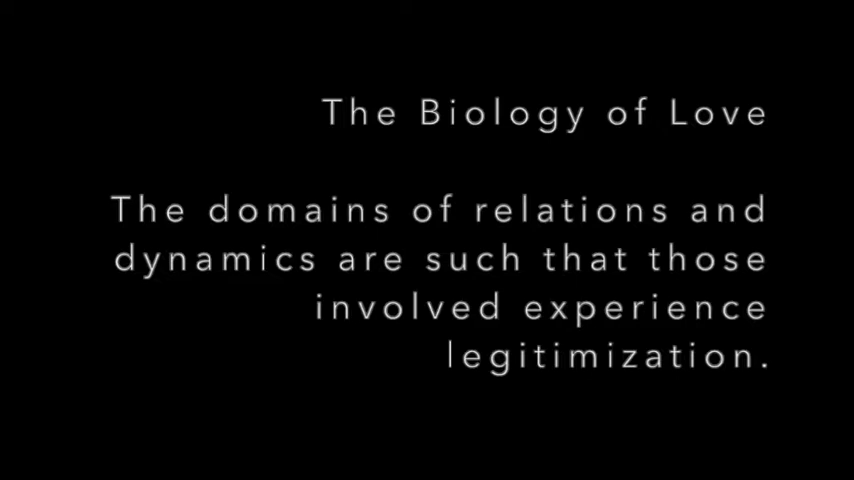 The Biology of Love
The domains of relations and
dynamics are such that those
involved experience
legitimization.